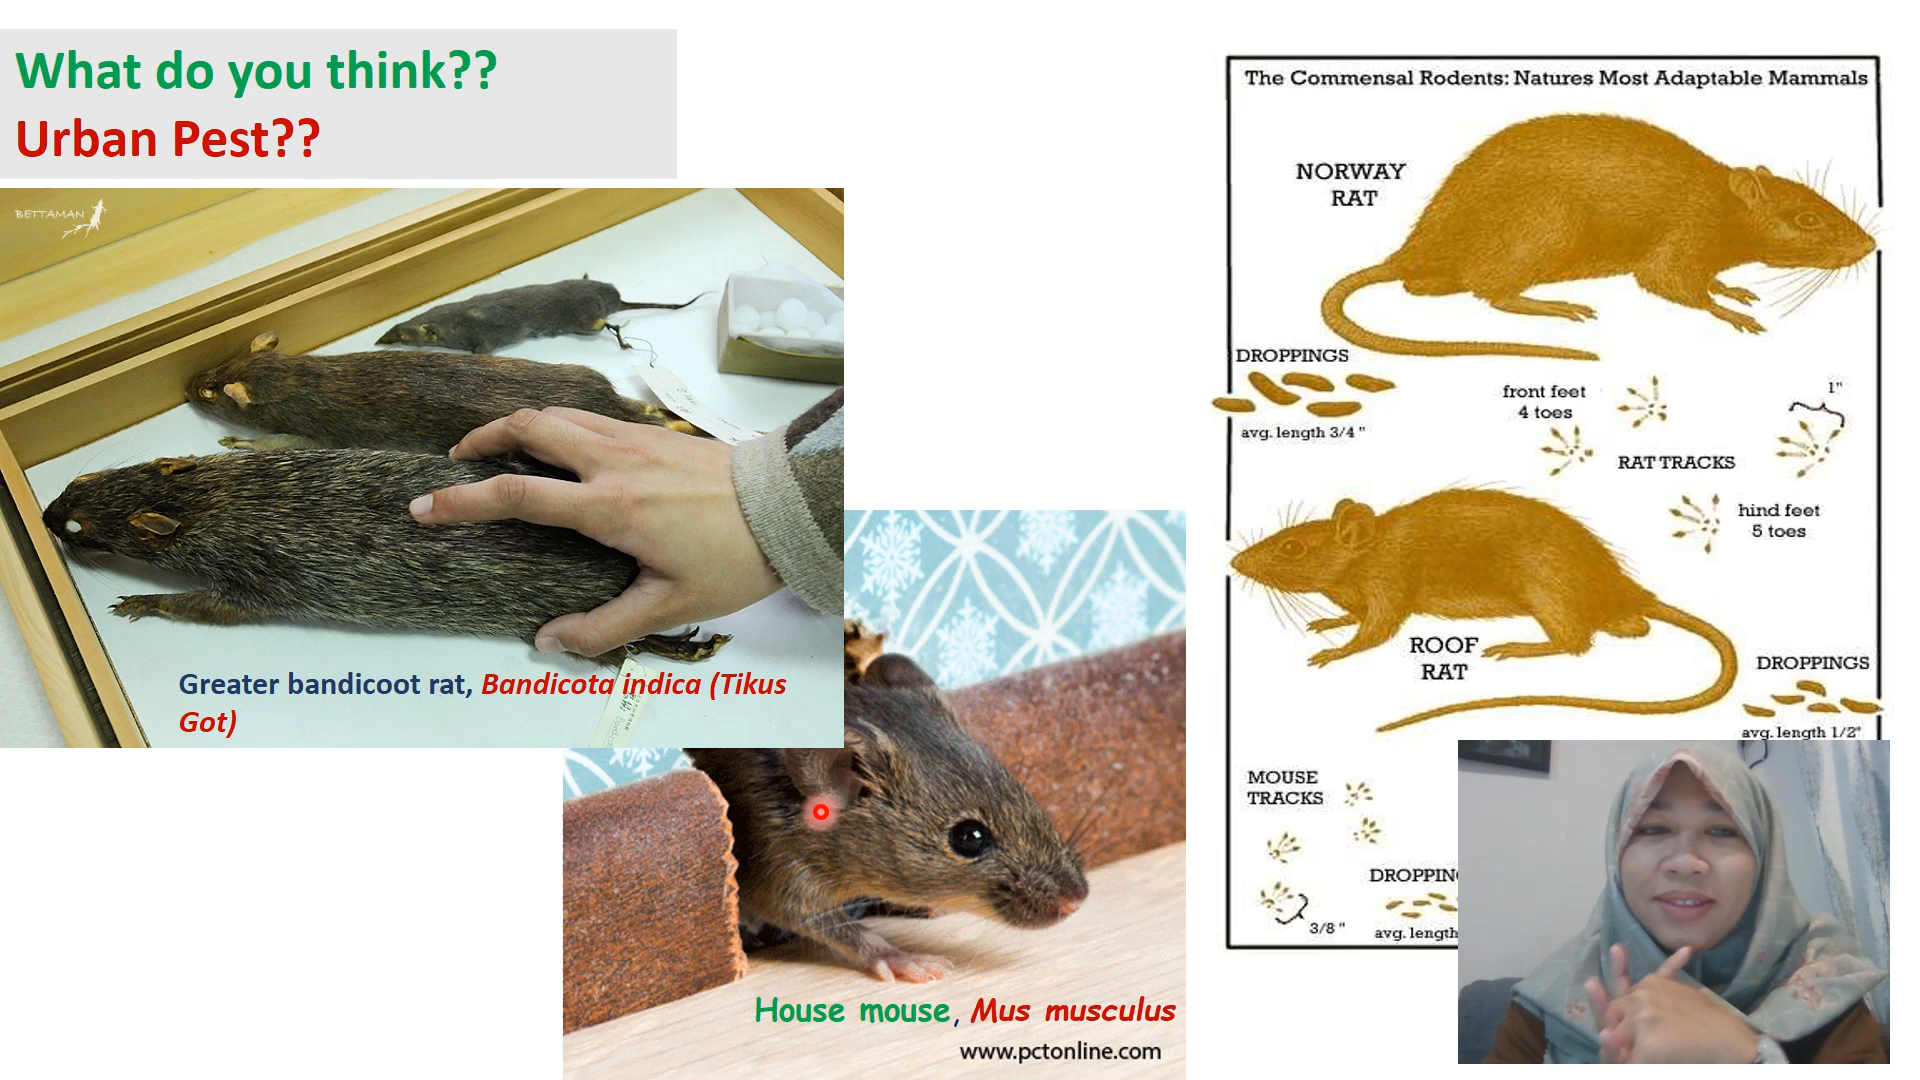 What do you think??
Urban Pest??
BETTAMAN
Greater bandicoot rat, Bandicota indica (Tikus
Got)
House mouse, Mus musculus
www.pctonline.com
The Commensal Rodents: Natures Most Adaptable Mammals
NORWAY
RAT
DROPPINGS
avg. length 3/4 "
front feet
4 toes
1"
RAT TRACKS
hind feet
5 toes
ROOF
RAT
DROPPINGS
avg. length 1/2"
MOUSE
TRACKS
3/8 "
DROPPIN
avg. length